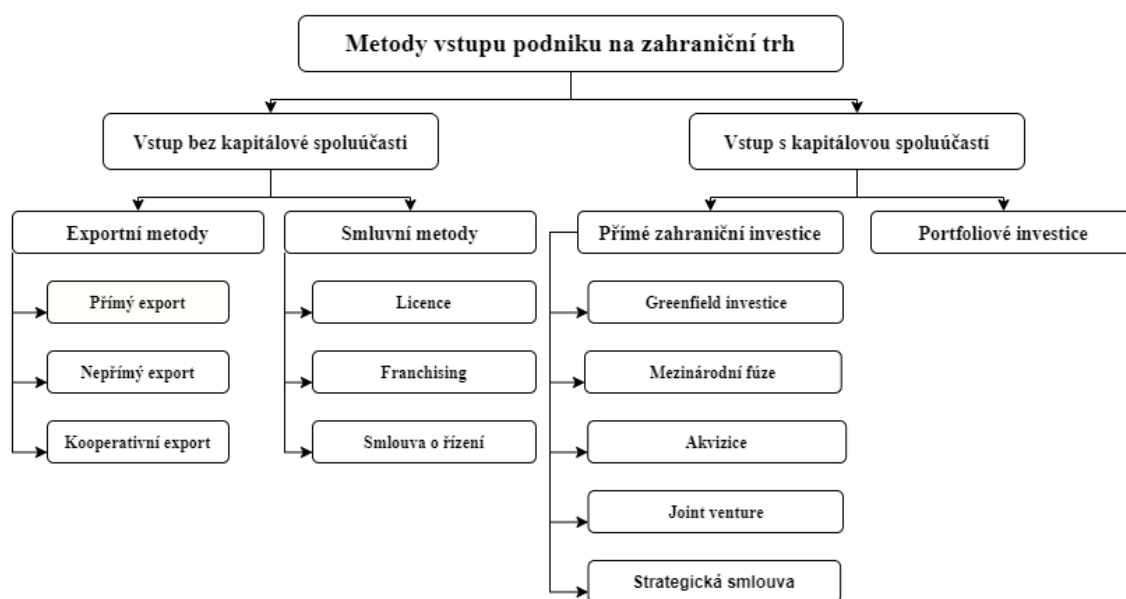 Metody vstupu podniku na zahraniční trh
Vstup bez kapitálové spoluúčasti
Vstup s kapitálovou spoluúčastí
Exportní metody
Smluvní metody
Přímé zahraniční investice
Portfoliové investice
Přímý export
Licence
Greenfield investice
Nepřímý export
Franchising
Mezinárodní fúze
Kooperativní export
Smlouva o řízení
Akvizice
Joint venture
Strategická smlouva